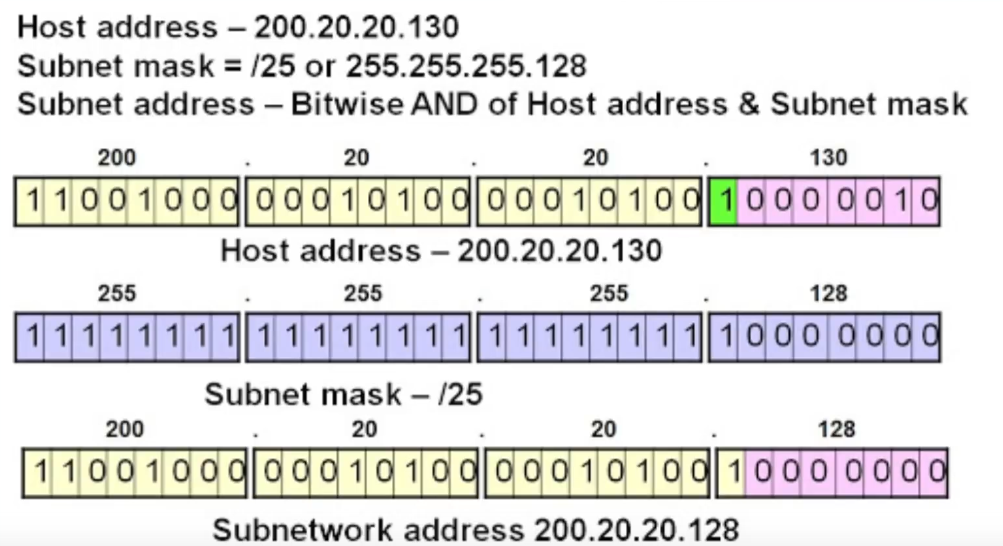 Host address – 200.20.20.130
Subnet mask = /25 or 255.255.255.128
Subnet address – Bitwise AND of Host address & Subnet mask
200 . 20 . 20 . 130
1 1 0 0 1 0 0 0 0 0 0 1 0 1 0 0 0 0 0 1 0 1 0 0 1 0 0 0 0 0 1 0
Host address – 200.20.20.130
255 . 255 . 255 . 128
1 1 1 1 1 1 1 1 1 1 1 1 1 1 1 1 1 1 1 1 1 1 1 1 1 0 0 0 0 0 0 0
Subnet mask – /25
200 . 20 . 20 . 128
1 1 0 0 1 0 0 0 0 0 0 1 0 1 0 0 0 0 0 1 0 1 0 0 1 0 0 0 0 0 0 0
Subnetwork address 200.20.20.128